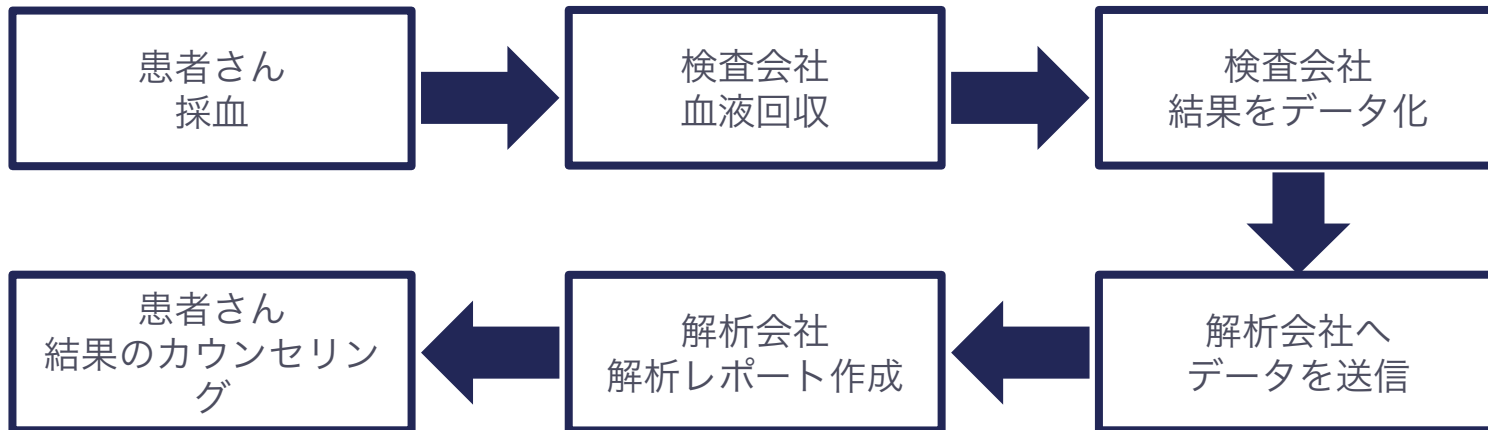 患者さん
採血
検査会社
血液回収
検査会社
結果をデータ化
解析会社へ
データを送信
解析会社
解析レポート作成
患者さん
結果のカウンセリン
グ